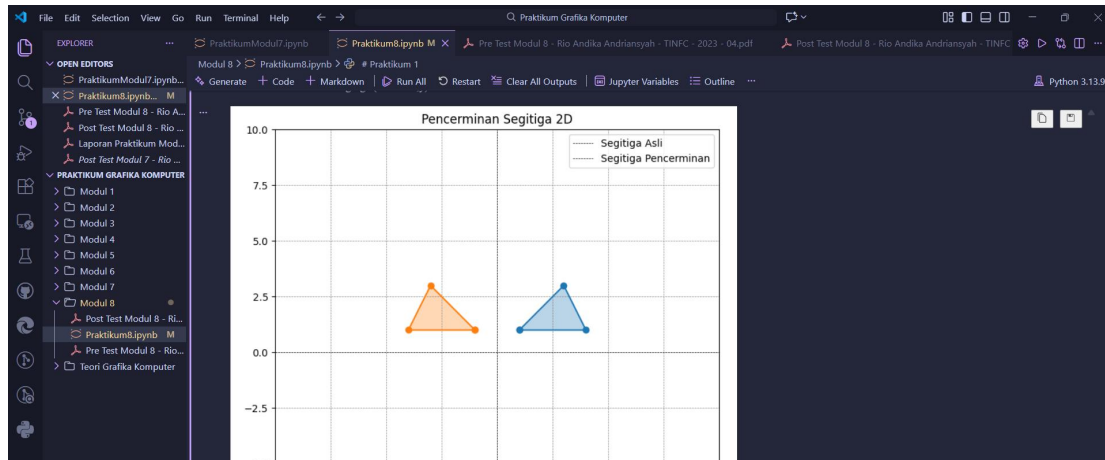 File Edit Selection View Go Run Terminal Help
Praktikum Grafika Komputer
EXPLORER
PraktikumModul7.ipynb
Praktikum8.ipynb M
Pre Test Modul 8 - Rio Andika Andriansyah - TINFC - 2023 - 04.pdf
Post Test Modul 8 - Rio Andika Andriansyah - TINFC
OPEN EDITORS
PraktikumModul7.ipynb...
Praktikum8.ipynb... M
Pre Test Modul 8 - Rio A...
Post Test Modul 8 - Rio ...
Laporan Praktikum Mod...
Post Test Modul 7 - Rio ...
Modul 8 > Praktikum8.ipynb > # Praktikum 1
Generate + Code + Markdown | Run All Restart Clear All Outputs | Jupyter Variables Outline ...
Python 3.13.9
PRAKTIKUM GRAFIKA KOMPUTER
Modul 1
Modul 2
Modul 3
Modul 4
Modul 5
Modul 6
Modul 7
Modul 8
Post Test Modul 8 - Ri...
Praktikum8.ipynb M
Pre Test Modul 8 - Rio...
Teori Grafika Komputer
1
Pencerminan Segitiga 2D
Segitiga Asli
Segitiga Pencerminan
10.0
7.5
5.0
2.5
0.0
−2.5